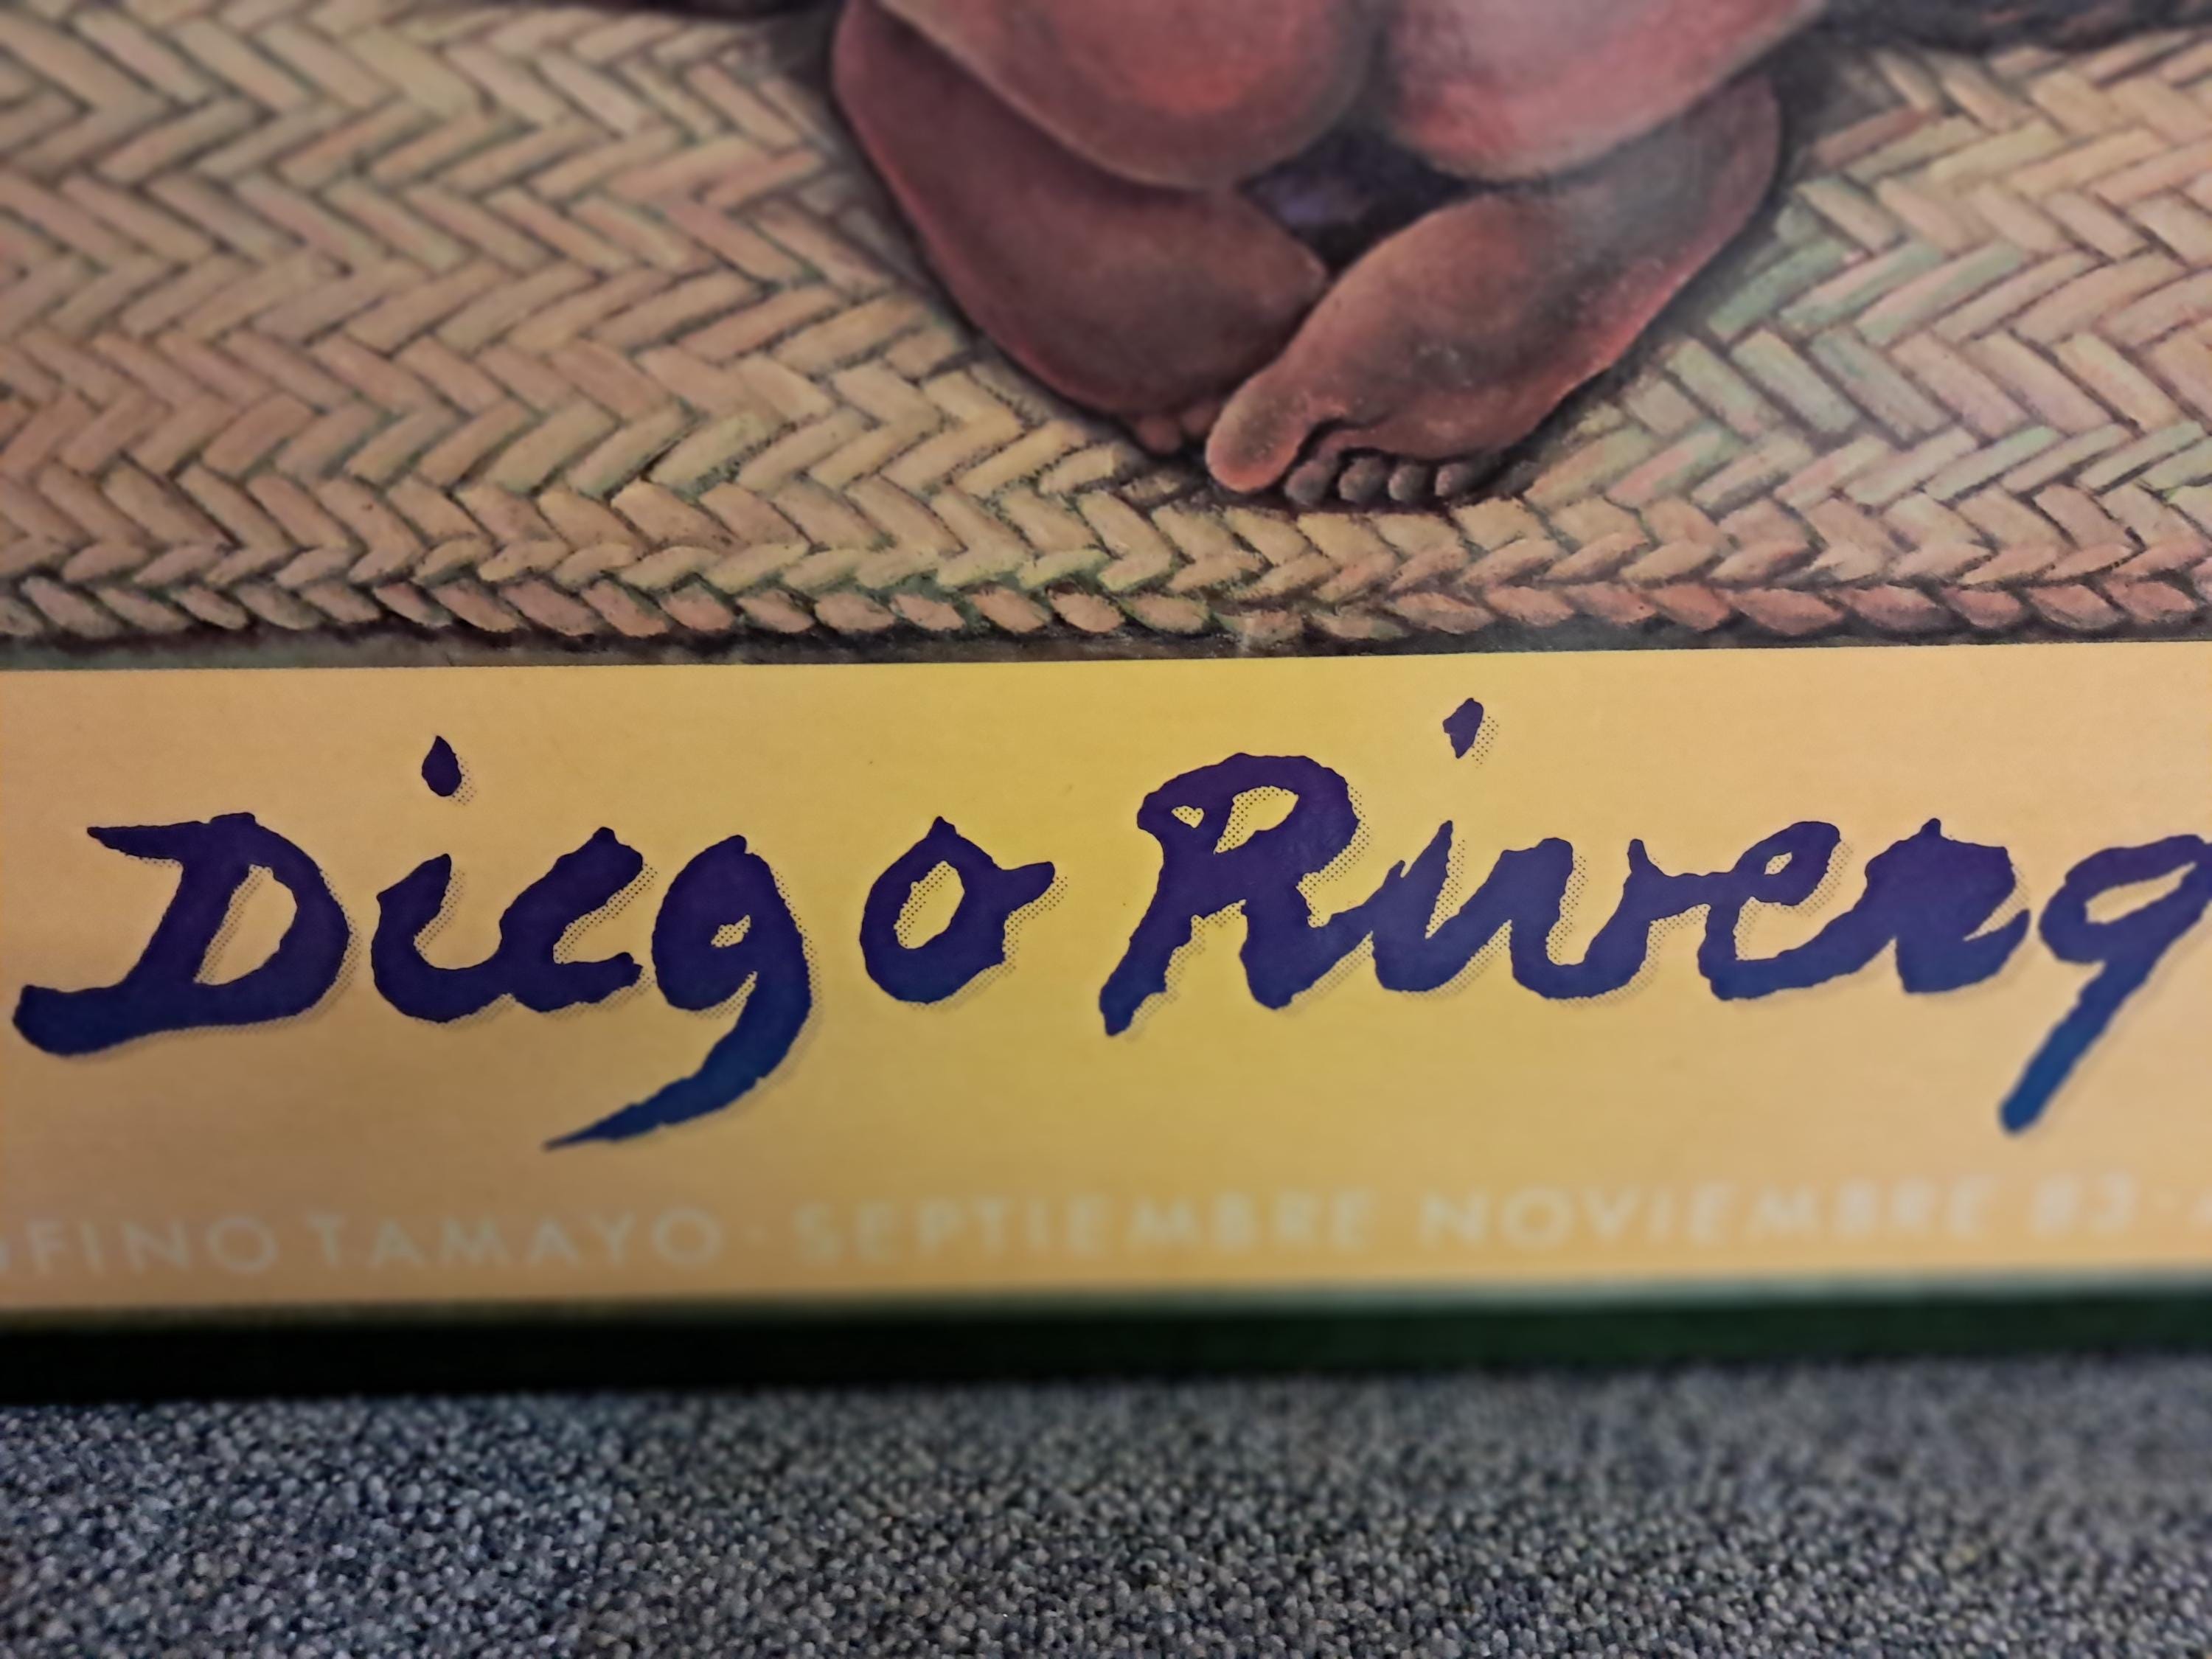 Diego Rivera
FINO TAMAYO · SEPTIEMBRE NOVIEMBRE 83 ·